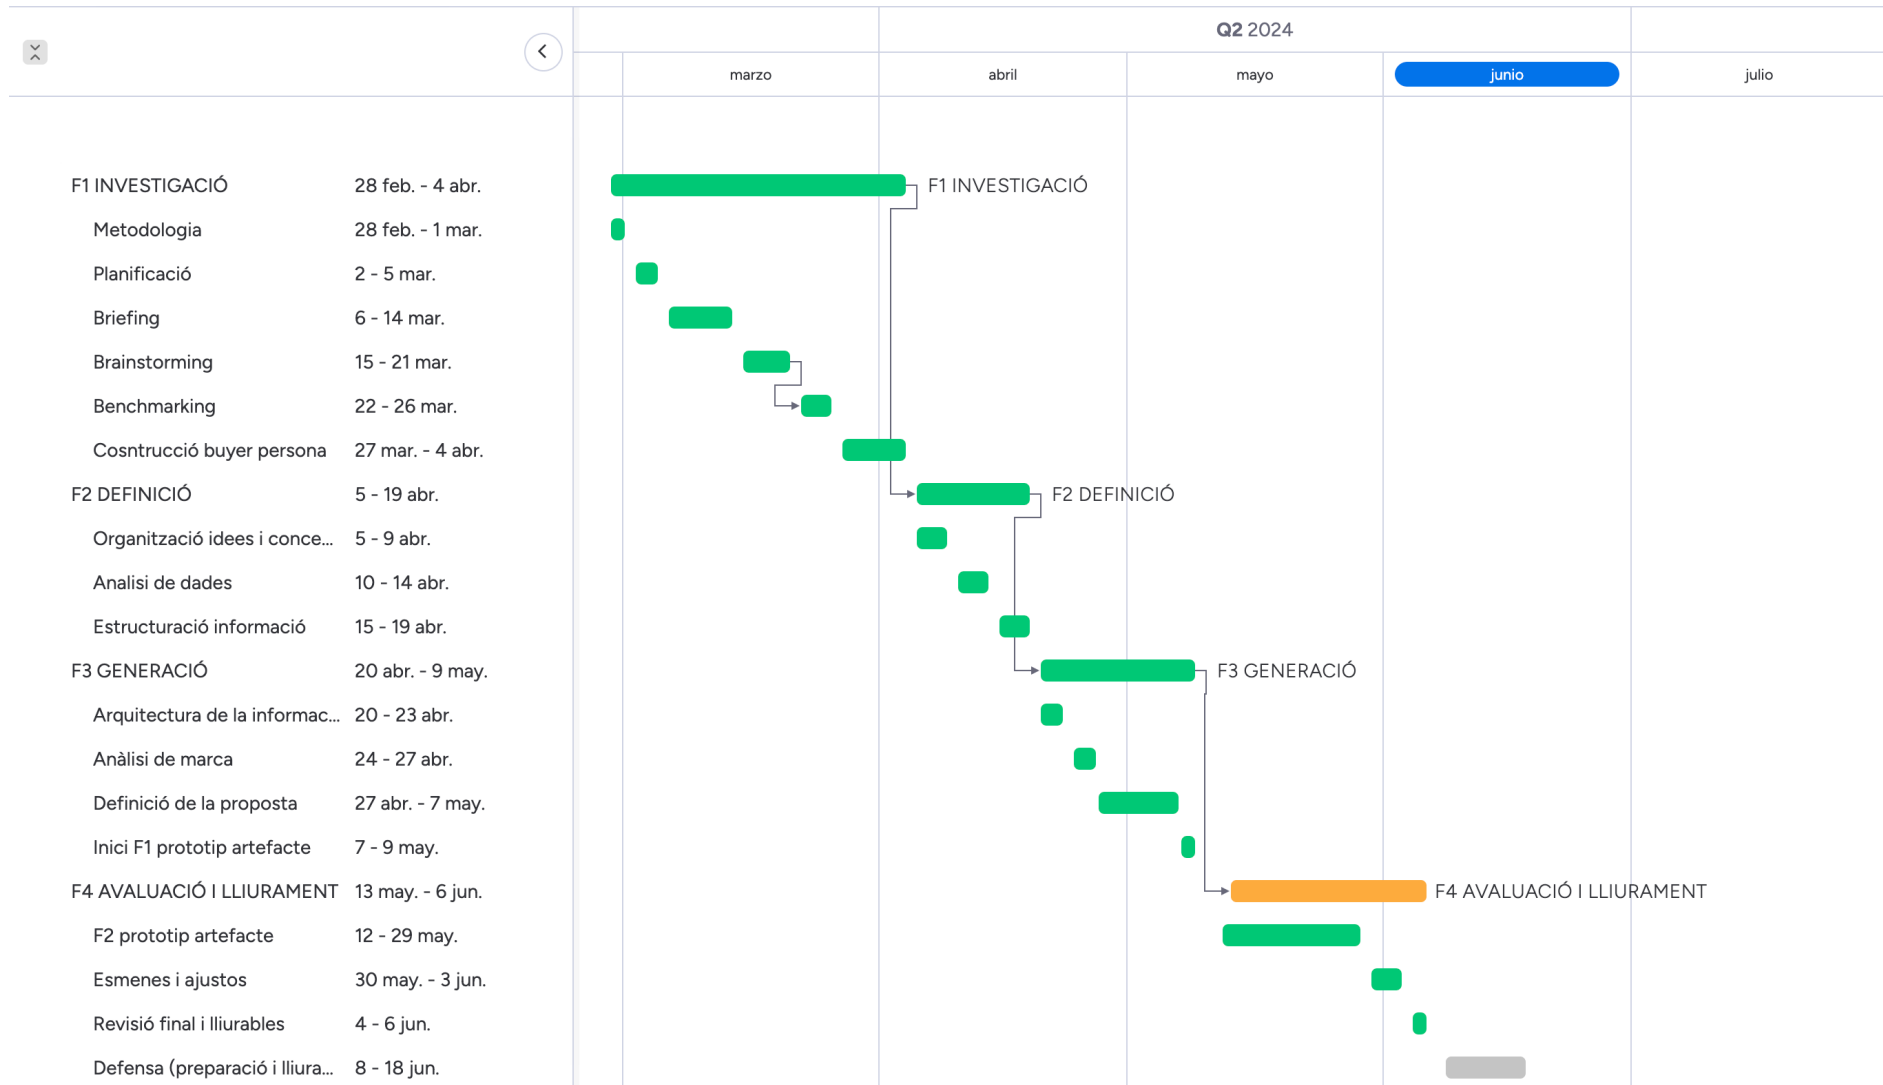 Q2 2024
marzo abril mayo junio julio
F1 INVESTIGACIÓ 28 feb. - 4 abr. F1 INVESTIGACIÓ
Metodologia 28 feb. - 1 mar.
Planificació 2 - 5 mar.
Briefing 6 - 14 mar.
Brainstorming 15 - 21 mar.
Benchmarking 22 - 26 mar.
Cosntrucció buyer persona 27 mar. - 4 abr.
F2 DEFINICIÓ 5 - 19 abr. F2 DEFINICIÓ
Organització idees i conce... 5 - 9 abr.
Analisi de dades 10 - 14 abr.
Estructuració informació 15 - 19 abr.
F3 GENERACIÓ 20 abr. - 9 may. F3 GENERACIÓ
Arquitectura de la informac... 20 - 23 abr.
Anàlisi de marca 24 - 27 abr.
Definició de la proposta 27 abr. - 7 may.
Inici F1 prototip artefacte 7 - 9 may.
F4 AVALUACIÓ I LLIURAMENT 13 may. - 6 jun. F4 AVALUACIÓ I LLIURAMENT
F2 prototip artefacte 12 - 29 may.
Esmenes i ajustos 30 may. - 3 jun.
Revisió final i lliurables 4 - 6 jun.
Defensa (preparació i lliura... 8 - 18 jun.